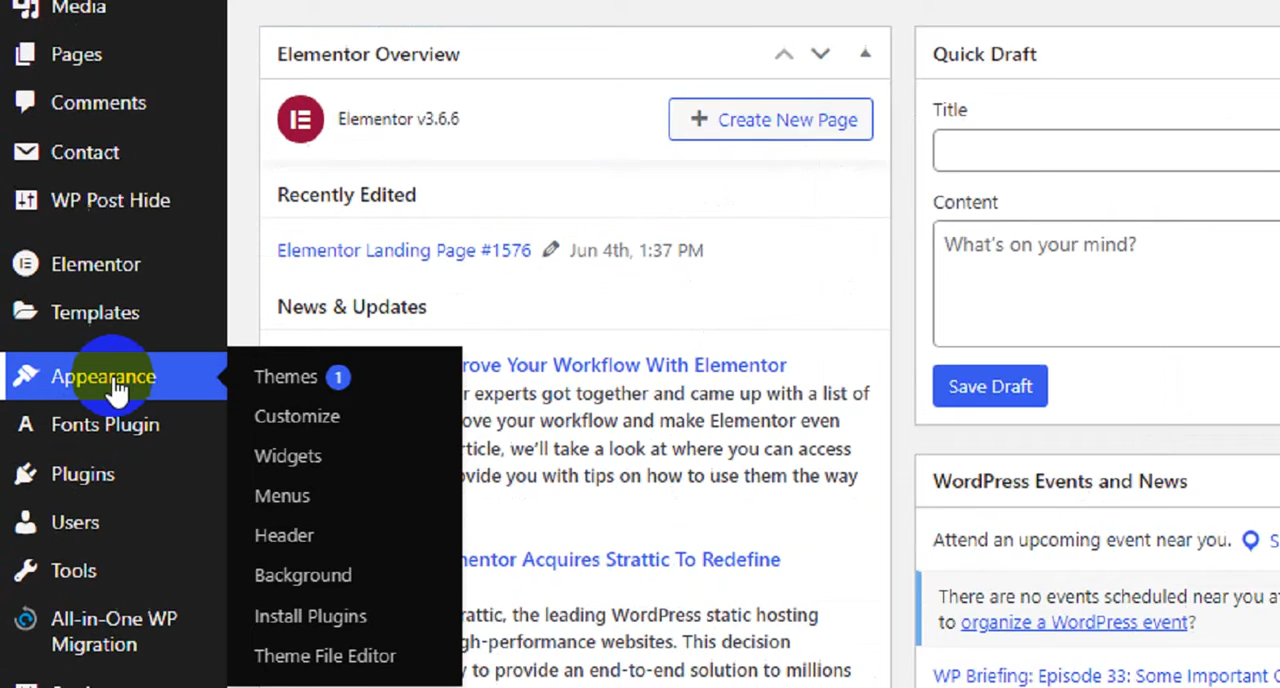 Media
Pages
Comments
Contact
WP Post Hide
Elementor
Templates
Appearance
Fonts Plugin
Plugins
Users
Tools
All-in-One WP
Migration
Themes 1
Customize
Widgets
Menus
Header
Background
Install Plugins
Theme File Editor
Elementor Overview
Elementor v3.6.6
+ Create New Page
Recently Edited
Elementor Landing Page #1576 Jun 4th, 1:37 PM
News & Updates
rove Your Workflow With Elementor
r experts got together and came up with a list of
ove your workflow and make Elementor even
rticle, we'll take a look at where you can access
ovide you with tips on how to use them the way
mentor Acquires Strattic To Redefine
rattic, the leading WordPress static hosting
gh-performance websites. This decision
y to provide an end-to-end solution to millions
Quick Draft
Title
Content
What's on your mind?
Save Draft
WordPress Events and News
Attend an upcoming event near you. S
There are no events scheduled near you at
to organize a WordPress event?
WP Briefing: Episode 33: Some Important